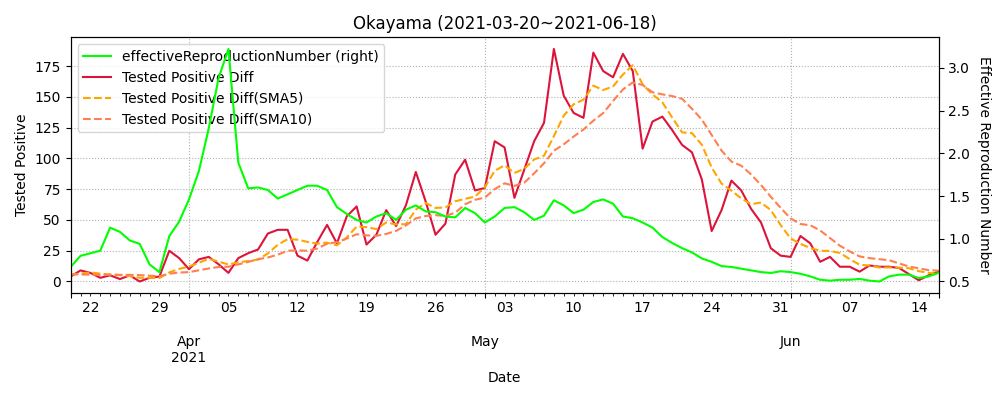 Okayama (2021-03-20~2021-06-18)
effectiveReproductionNumber (right)
Tested Positive Diff
Tested Positive Diff(SMA5)
Tested Positive Diff(SMA10)
Tested Positive
175
150
125
100
75
50
25
0
Effective Reproduction Number
3.0
2.5
2.0
1.5
1.0
0.5
22 29 05 12 19 26 03 10 17 24 31 07 14
Apr May Jun
2021
Date